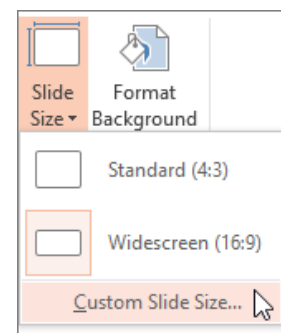 Slide
Size
Format
Background
Standard (4:3)
Widescreen (16:9)
Custom Slide Size...